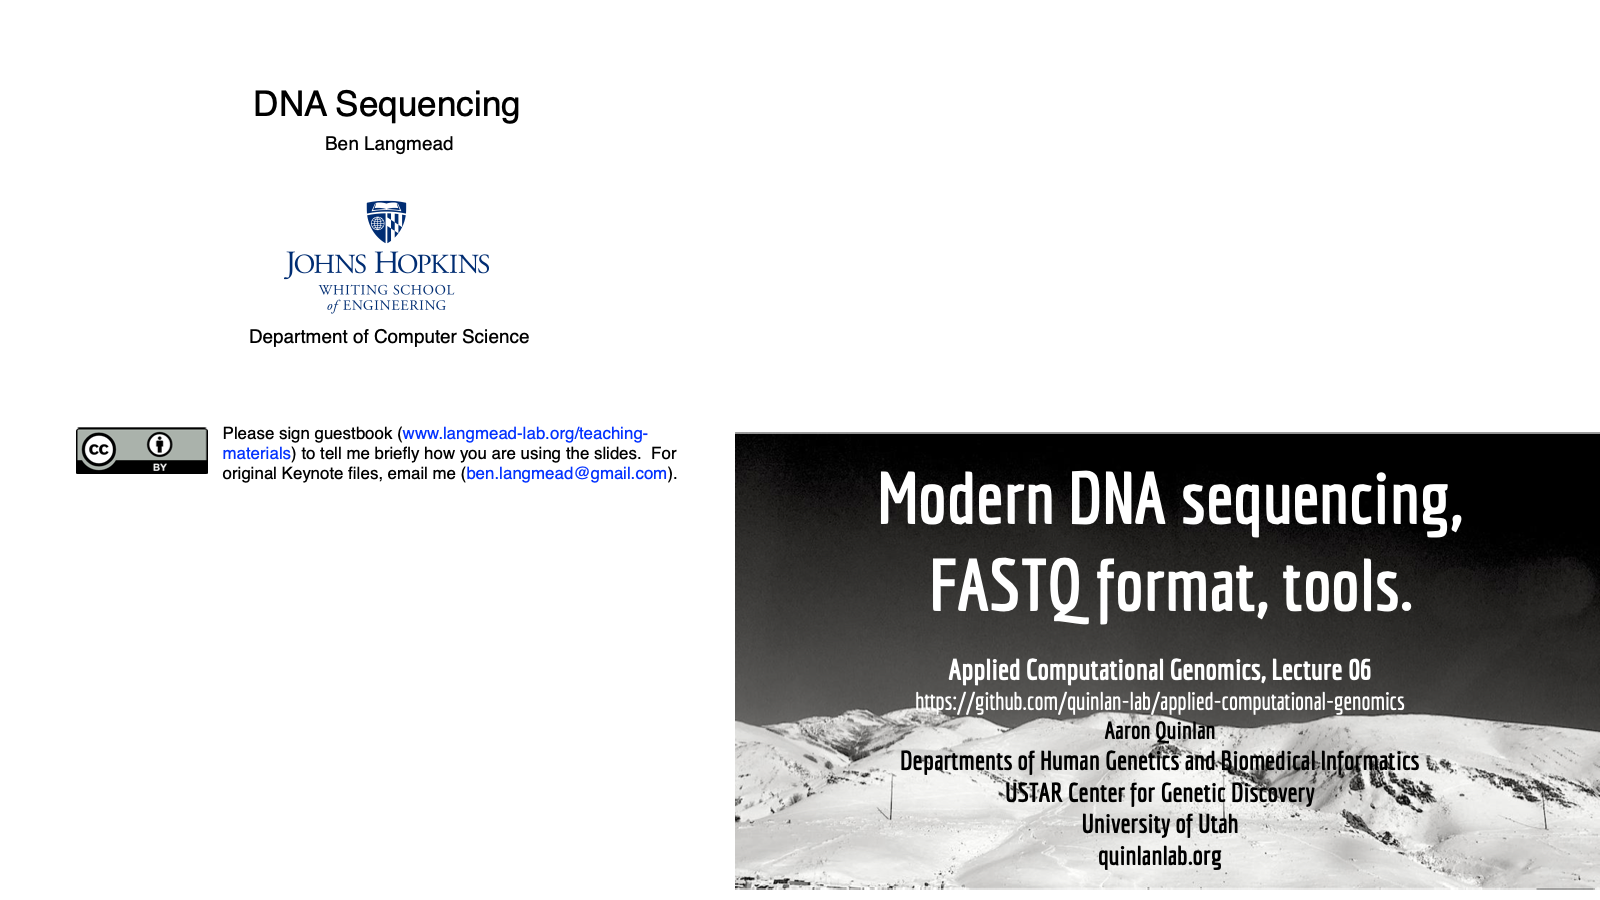 DNA Sequencing
Ben Langmead
JOHNS HOPKINS
WHITING SCHOOL
of ENGINEERING
Department of Computer Science
CC
BY
Please sign guestbook (www.langmead-lab.org/teaching-
materials) to tell me briefly how you are using the slides. For
original Keynote files, email me (ben.langmead@gmail.com).
Modern DNA sequencing,
FASTQ format, tools.
Applied Computational Genomics, Lecture 06
https://github.com/quinlan-lab/applied-computational-genomics
Aaron Quinlan
Departments of Human Genetics and Biomedical Informatics
USTAR Center for Genetic Discovery
University of Utah
quinlanlab.org